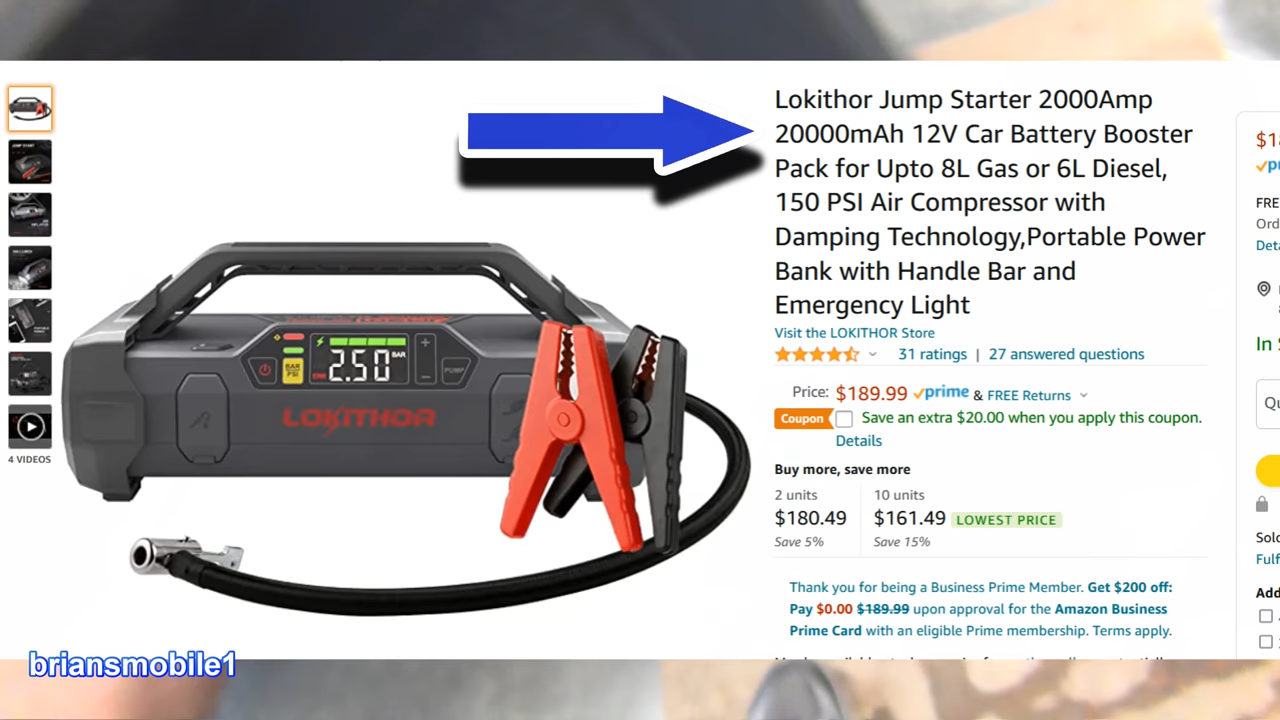 Lokithor Jump Starter 2000Amp
20000mAh 12V Car Battery Booster
Pack for Upto 8L Gas or 6L Diesel,
150 PSI Air Compressor with
Damping Technology,Portable Power
Bank with Handle Bar and
Emergency Light
Visit the LOKITHOR Store
31 ratings | 27 answered questions
Price: $189.99 prime & FREE Returns
Coupon Save an extra $20.00 when you apply this coupon.
Details
Buy more, save more
2 units
$180.49
Save 5%
10 units
$161.49 LOWEST PRICE
Save 15%
Thank you for being a Business Prime Member. Get $200 off:
Pay $0.00 $189.99 upon approval for the Amazon Business
Prime Card with an eligible Prime membership. Terms apply.
4 VIDEOS
BAR
PSI
2.50 BAR
PUMP
LOKITHOR
FREE
In
Add
briansmobile1